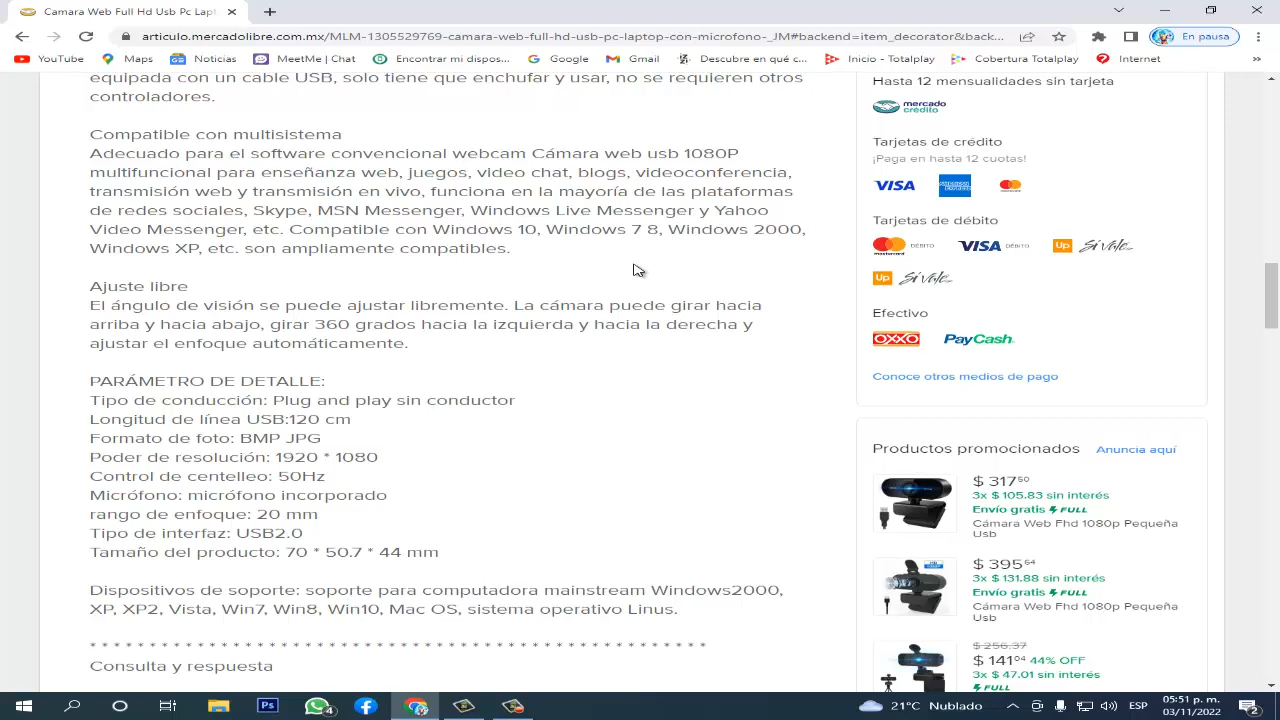 Camara Web Full Hd Usb Pc Lapt
articulo.mercadolibre.com.mx/MLM-1305529769-camara-web-full-hd-usb-pc-laptop-con-microfono-_JM#backend=item_decorator&back...
En pausa
YouTube
Maps
Noticias
MeetMe | Chat
Encontrar mi dispos...
Google
Gmail
Descubre en qué c...
Inicio - Totalplay
Cobertura Totalplay
Internet
»
equipada con un cable USB, solo tiene que enchufar y usar, no se requieren otros
controladores.
Compatible con multisistema
Adecuado para el software convencional webcam Cámara web usb 1080P
multifuncional para enseñanza web, juegos, video chat, blogs, videoconferencia,
transmisión web y transmisión en vivo, funciona en la mayoría de las plataformas
de redes sociales, Skype, MSN Messenger, Windows Live Messenger y Yahoo
Video Messenger, etc. Compatible con Windows 10, Windows 7 8, Windows 2000,
Windows XP, etc. son ampliamente compatibles.
Ajuste libre
El ángulo de visión se puede ajustar libremente. La cámara puede girar hacia
arriba y hacia abajo, girar 360 grados hacia la izquierda y hacia la derecha y
ajustar el enfoque automáticamente.
PARÁMETRO DE DETALLE:
Tipo de conducción: Plug and play sin conductor
Longitud de línea USB:120 cm
Formato de foto: BMP JPG
Poder de resolución: 1920 * 1080
Control de centelleo: 50Hz
Micrófono: micrófono incorporado
rango de enfoque: 20 mm
Tipo de interfaz: USB2.0
Tamaño del producto: 70 * 50.7 * 44 mm
Dispositivos de soporte: soporte para computadora mainstream Windows2000,
XP, XP2, Vista, Win7, Win8, Win10, Mac OS, sistema operativo Linus.
* * * * * * * * * * * * * * * * * * * * * * * * * * * * * * * * * * * * * * * * * * * * * * * * * * * *
Consulta y respuesta
Hasta 12 mensualidades sin tarjeta
mercado
crédito
Tarjetas de crédito
¡Paga en hasta 12 cuotas!
VISA
AMERICAN EXPRESS
Tarjetas de débito
mastercard
DÉBITO
VISA DÉBITO
Up Sí Vale
Up Sí Vale
Efectivo
OXXO
PayCash
Conoce otros medios de pago
Productos promocionados Anuncia aquí
$ 317 50
3x $ 105.83 sin interés
Envío gratis FULL
Cámara Web Fhd 1080p Pequeña
Usb
$ 395 64
3x $ 131.88 sin interés
Envío gratis FULL
Cámara Web Fhd 1080p Pequeña
Usb
$ 256.37
$ 141 04 44% OFF
3x $ 47.01 sin interés
FULL
Ps
4
21°C Nublado
ESP
05:51 p. m.
03/11/2022
2